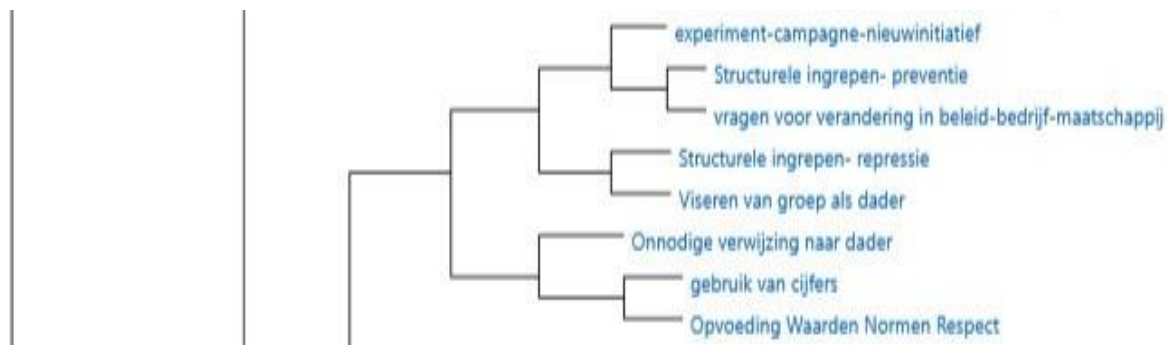 experiment-campagne-nieuwinitiatief
Structurele ingrepen- preventie
vragen voor verandering in beleid-bedrijf-maatschappij
Structurele ingrepen- repressie
Viseren van groep als dader
Onnodige verwijzing naar dader
gebruik van cijfers
Opvoeding Waarden Normen Respect